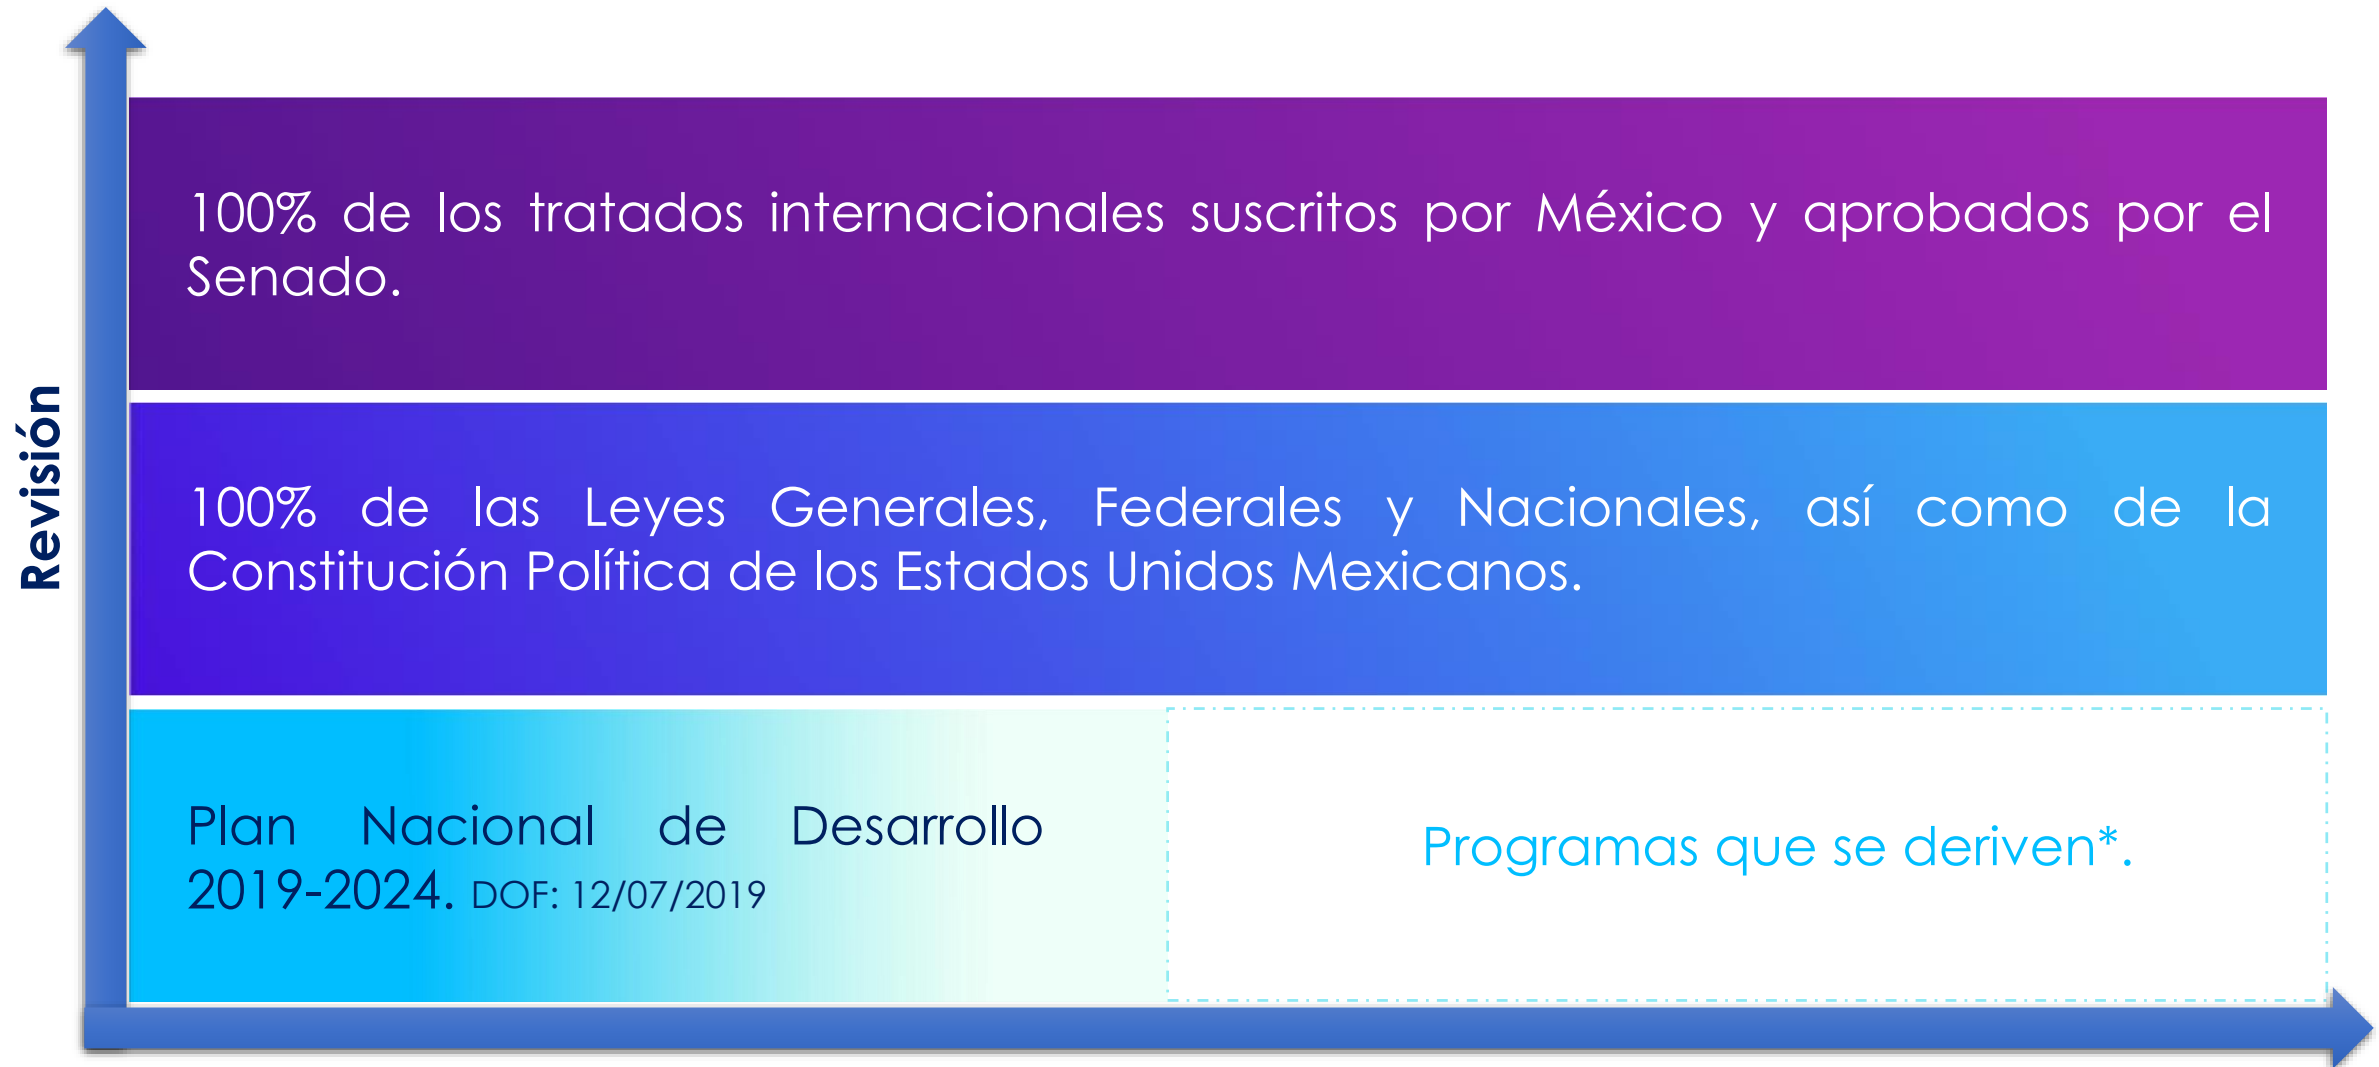 Revisión
100% de los tratados internacionales suscritos por México y aprobados por el
Senado.
100% de las Leyes Generales, Federales y Nacionales, así como de la
Constitución Política de los Estados Unidos Mexicanos.
Plan Nacional de Desarrollo
2019-2024. DOF: 12/07/2019
Programas que se deriven*.